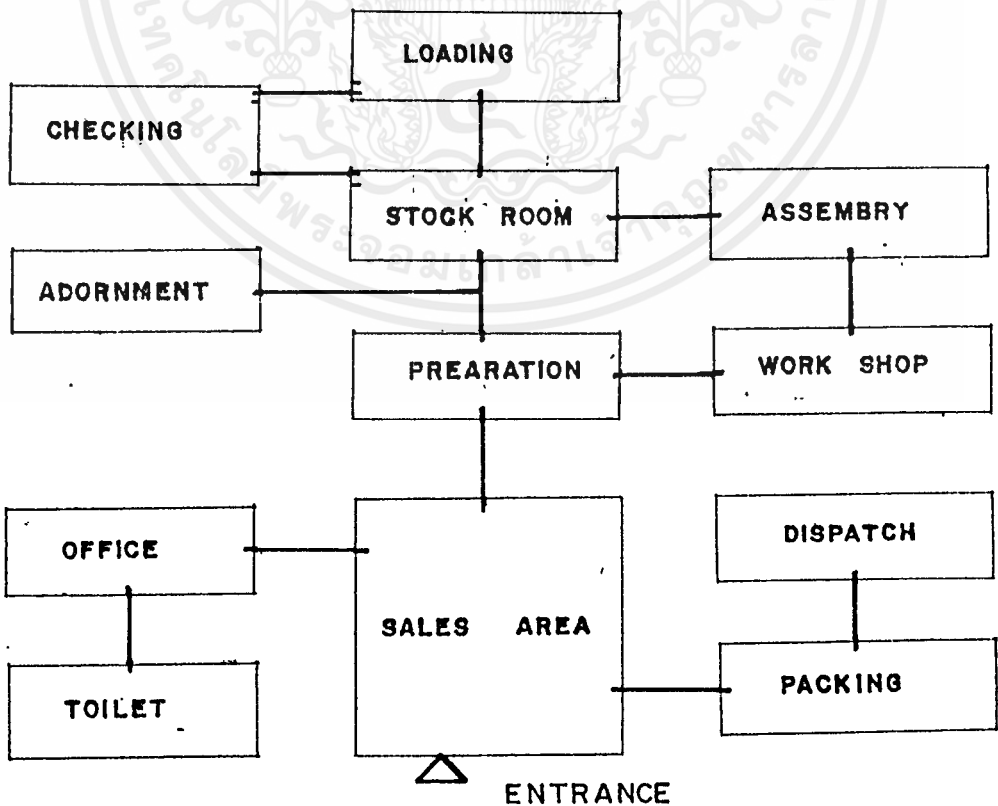 LOADING
CHECKING
STOCK ROOM
ASSEMBRY
ADORNMENT
PREARATION
WORK SHOP
OFFICE
DISPATCH
SALES AREA
TOILET
PACKING
ENTRANCE